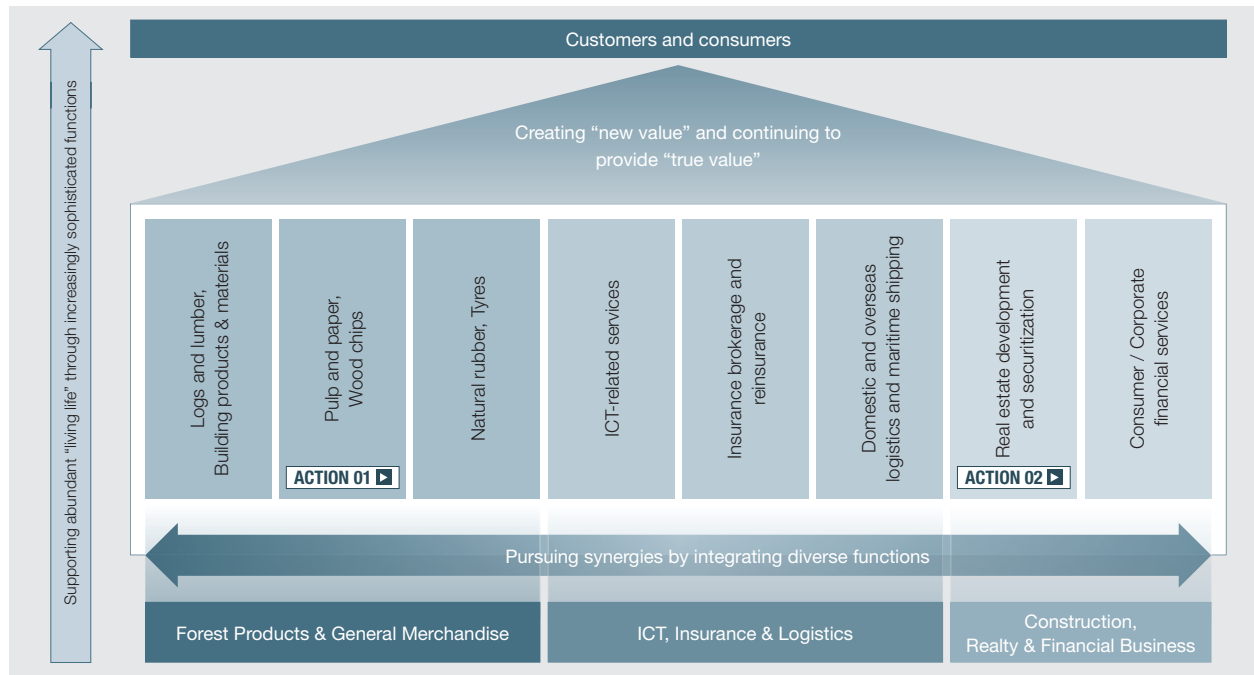 Customers and consumers
Supporting abundant “living life” through increasingly sophisticated functions
Creating “new value” and continuing to
provide “true value”
Logs and lumber,
Building products & materials
Pulp and paper,
Wood chips
ACTION 01
Natural rubber, Tyres
ICT-related services
Insurance brokerage and
reinsurance
Domestic and overseas
logistics and maritime shipping
Real estate development
and securitization
ACTION 02
Consumer / Corporate
financial services
Pursuing synergies by integrating diverse functions
Forest Products & General Merchandise
ICT, Insurance & Logistics
Construction,
Realty & Financial Business